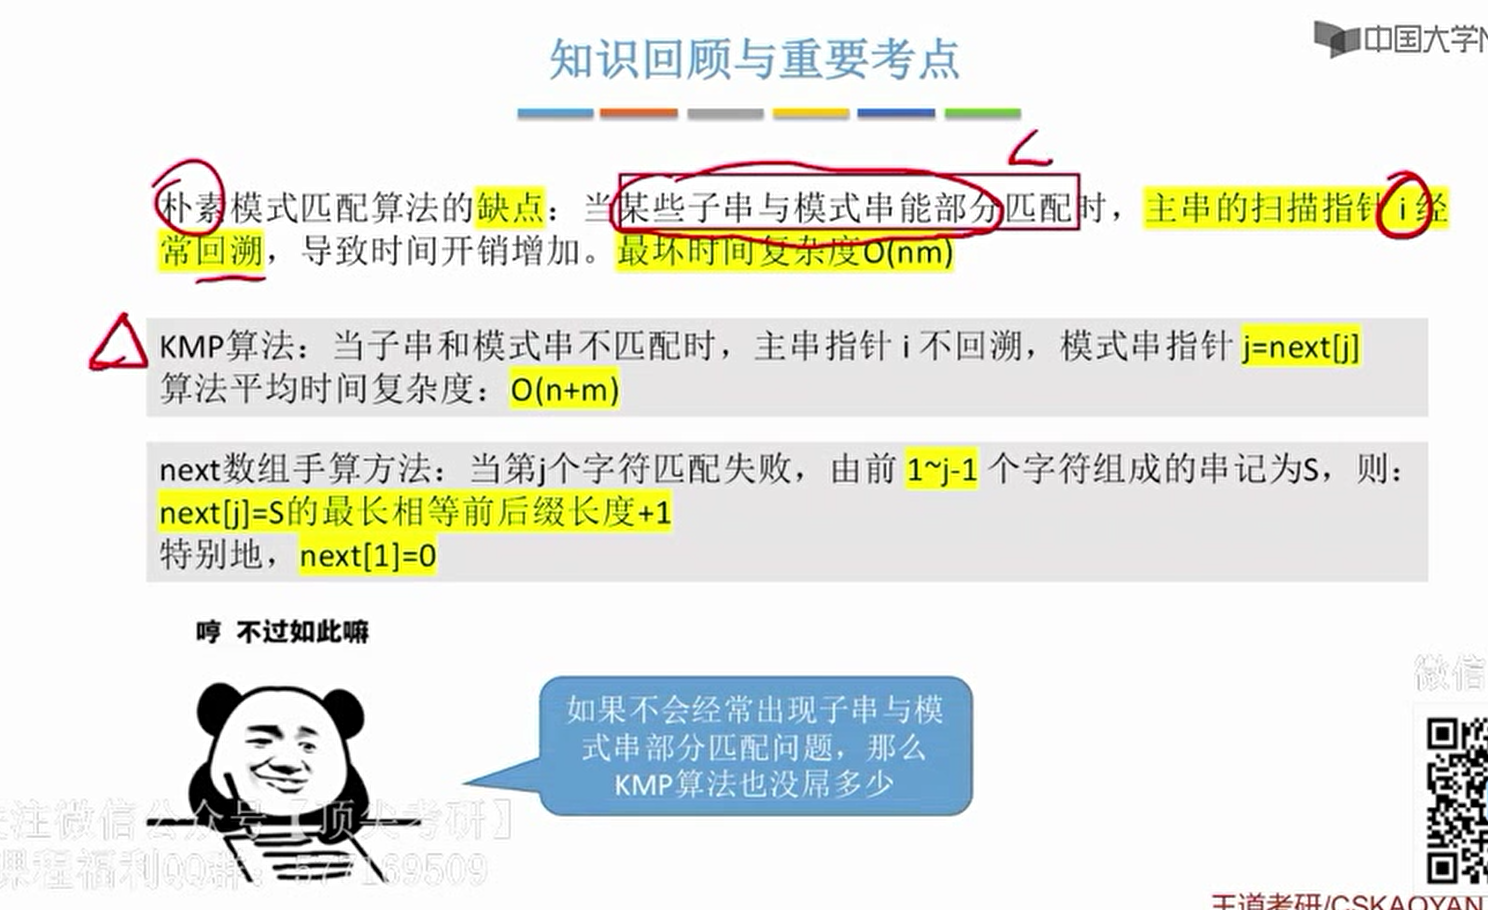 知识回顾与重要考点
中国大学
朴素模式匹配算法的缺点：当某些子串与模式串能部分匹配时，主串的扫描指针 i 经
常回溯，导致时间开销增加。最坏时间复杂度O(nm)
KMP算法：当子串和模式串不匹配时，主串指针 i 不回溯，模式串指针 j=next[j]
算法平均时间复杂度：O(n+m)
next数组手算方法：当第j个字符匹配失败，由前 1~j-1 个字符组成的串记为S，则：
next[j]=S的最长相等前后缀长度+1
特别地，next[1]=0
哼 不过如此嘛
如果不会经常出现子串与模
式串部分匹配问题，那么
KMP算法也没屌多少
微信
注微信公众号【顶尖考研】
课程福利QQ群：577169509
王道考研/CSKAOYAN